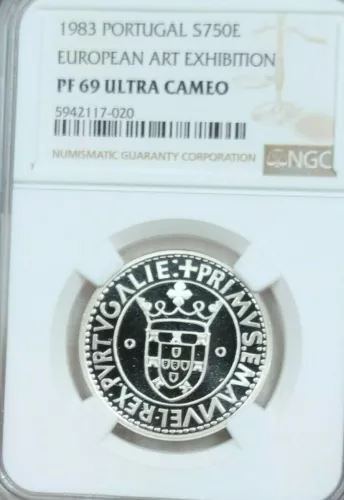 1983 PORTUGAL S750E
EUROPEAN ART EXHIBITION
PF 69 ULTRA CAMEO
5942117-020
NUMISMATIC GUARANTY CORPORATION
NGC
+PRIMVS:EMANVEL·REX·PVRTVGALIE: